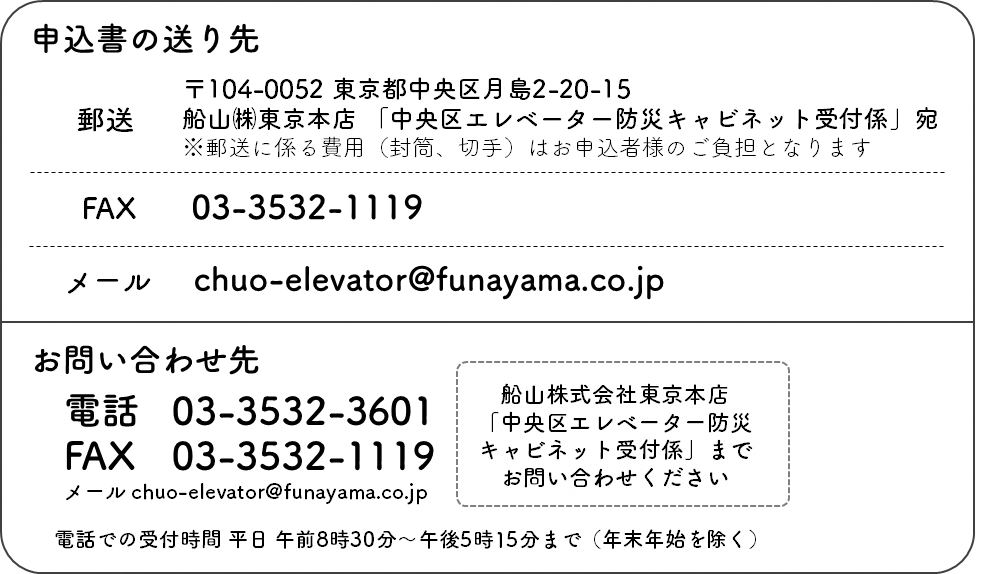 申込書の送り先
郵送
〒104-0052 東京都中央区月島2-20-15
船山㈱東京本店 「中央区エレベーター防災キャビネット受付係」宛
※郵送に係る費用（封筒、切手）はお申込者様のご負担となります
FAX 03-3532-1119
メール chuo-elevator@funayama.co.jp
お問い合わせ先
電話 03-3532-3601
FAX 03-3532-1119
メール chuo-elevator@funayama.co.jp
船山株式会社東京本店
「中央区エレベーター防災
キャビネット受付係」まで
お問い合わせください
電話での受付時間 平日 午前8時30分～午後5時15分まで（年末年始を除く）